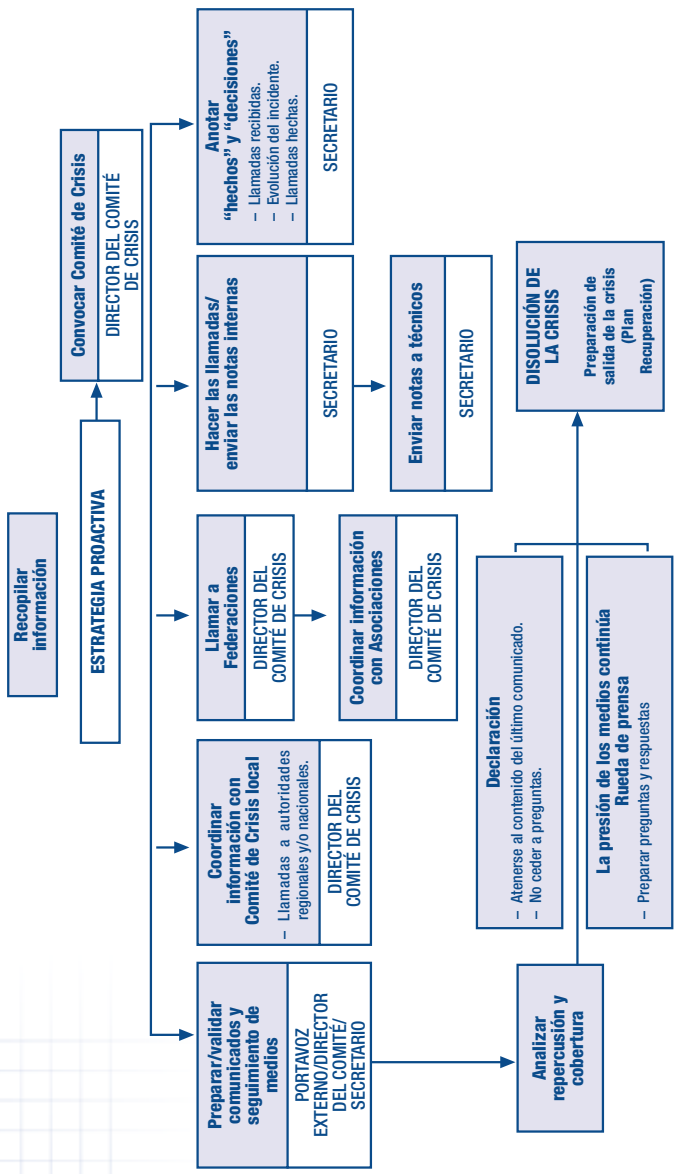 Recopilar
información
ESTRATEGIA PROACTIVA
Convocar Comité de Crisis
DIRECTOR DEL COMITÉ
DE CRISIS
Preparar/validar
comunicados y
seguimiento de
medios
PORTAVOZ
EXTERNO/DIRECTOR
DEL COMITÉ/
SECRETARIO
Coordinar
información con
Comité de Crisis local
– Llamadas a autoridades
regionales y/o nacionales.
DIRECTOR DEL
COMITÉ DE CRISIS
Llamar a
Federaciones
DIRECTOR DEL
COMITÉ DE CRISIS
Coordinar información
con Asociaciones
DIRECTOR DEL
COMITÉ DE CRISIS
Hacer las llamadas/
enviar las notas internas
SECRETARIO
Enviar notas a técnicos
SECRETARIO
Anotar
“hechos” y “decisiones”
– Llamadas recibidas.
– Evolución del incidente.
– Llamadas hechas.
SECRETARIO
Analizar
repercusión y
cobertura
Declaración
– Atenerse al contenido del último comunicado.
– No ceder a preguntas.
La presión de los medios continúa
Rueda de prensa
– Preparar preguntas y respuestas
DISOLUCIÓN DE
LA CRISIS
Preparación de
salida de la crisis
(Plan
Recuperación)